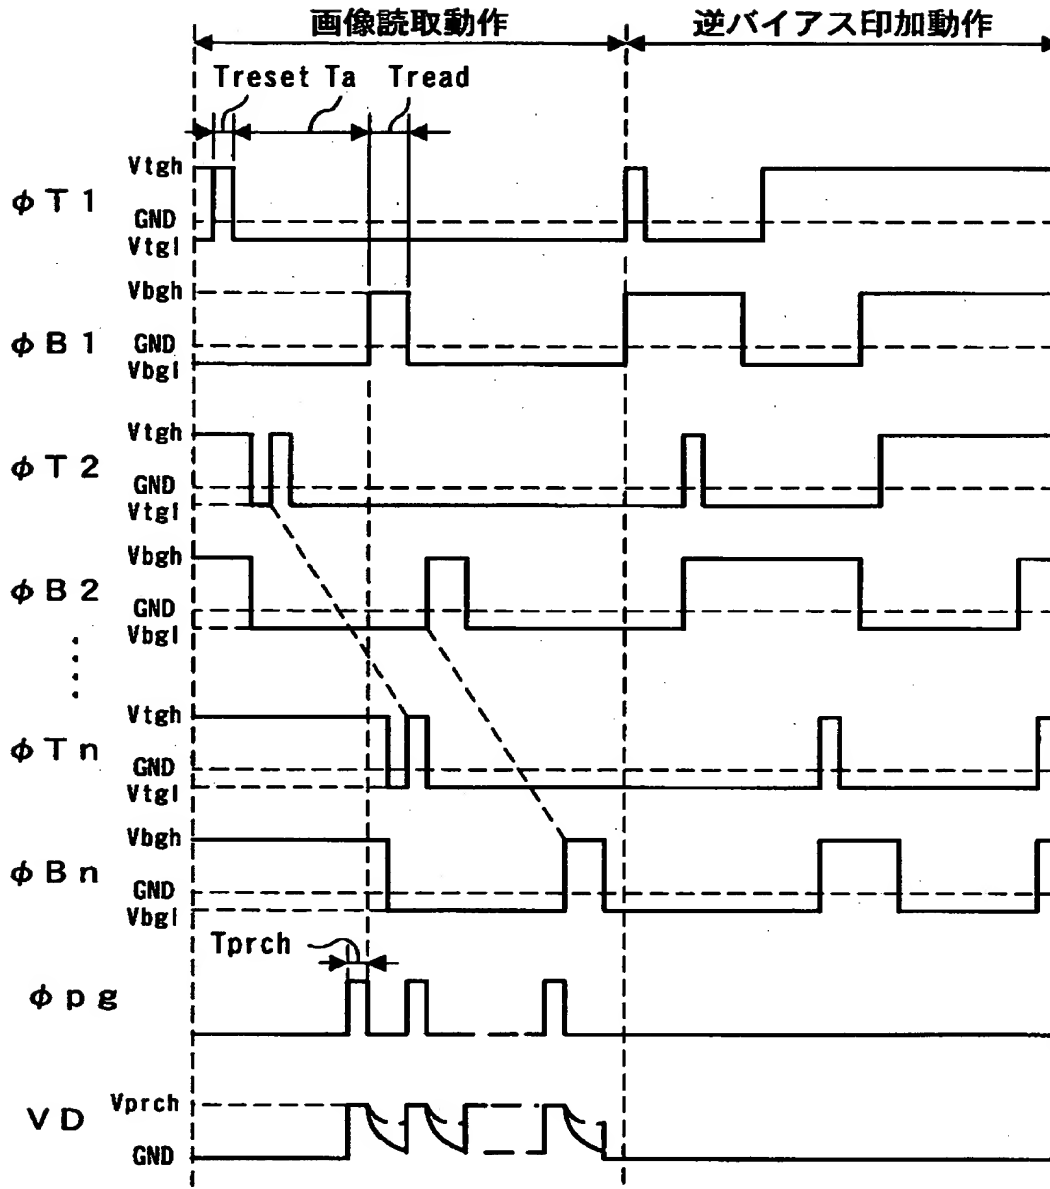 画像読取動作 逆バイアス印加動作
Treset Ta Tread
φT1 Vtgh
GND
Vtgl
φB1 Vbgh
GND
Vbgl
φT2 Vtgh
GND
Vtgl
φB2 Vbgh
GND
Vbgl
φTn Vtgh
GND
Vtgl
φBn Vbgh
GND
Vbgl
Tprch
φpg
VD Vprch
GND